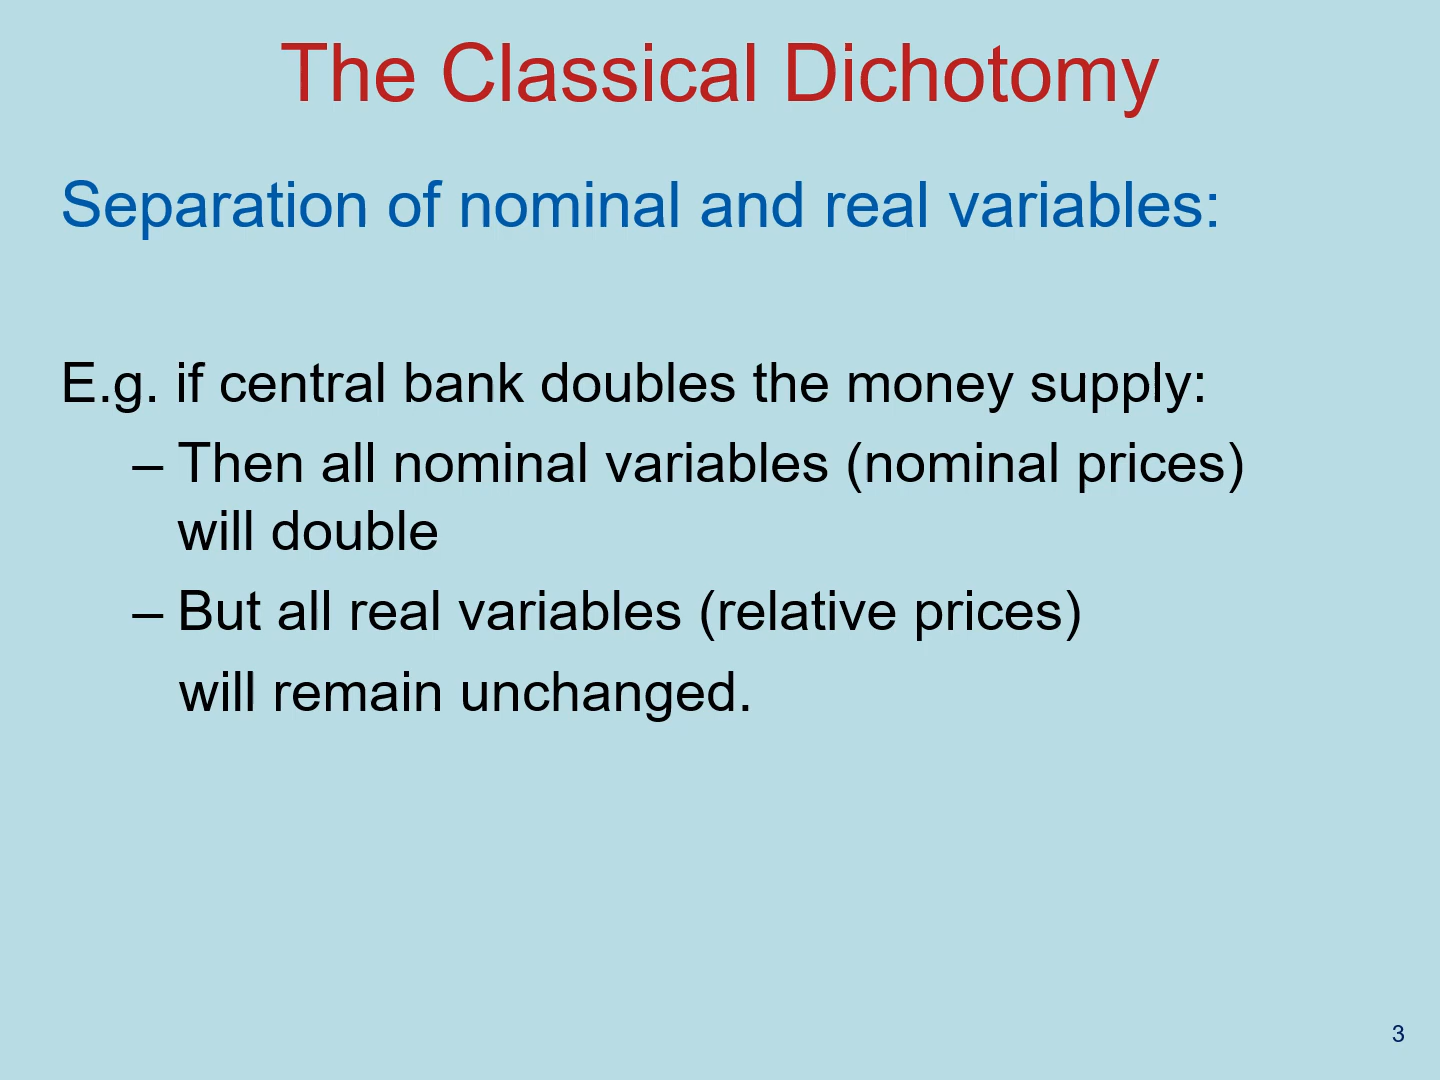 The Classical Dichotomy
Separation of nominal and real variables:
E.g. if central bank doubles the money supply:
– Then all nominal variables (nominal prices)
will double
– But all real variables (relative prices)
will remain unchanged.
3